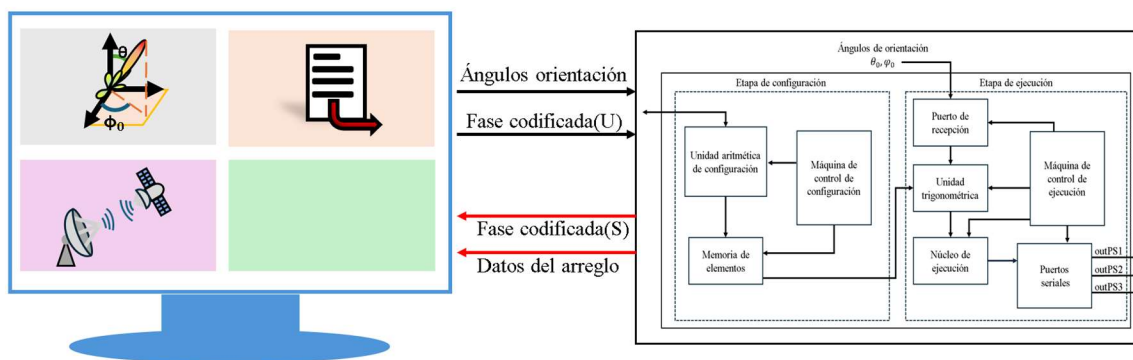 θ
ϕ₀
Ángulos orientación
Fase codificada(U)
Fase codificada(S)
Datos del arreglo
Ángulos de orientación
θ₀, φ₀
Etapa de configuración
Etapa de ejecución
Unidad aritmética
de configuración
Máquina de
control de
configuración
Memoria de
elementos
Puerto de
recepción
Unidad
trigonométrica
Máquina de
control de
ejecución
Núcleo de
ejecución
Puertos
seriales
outPS1
outPS2
outPS3